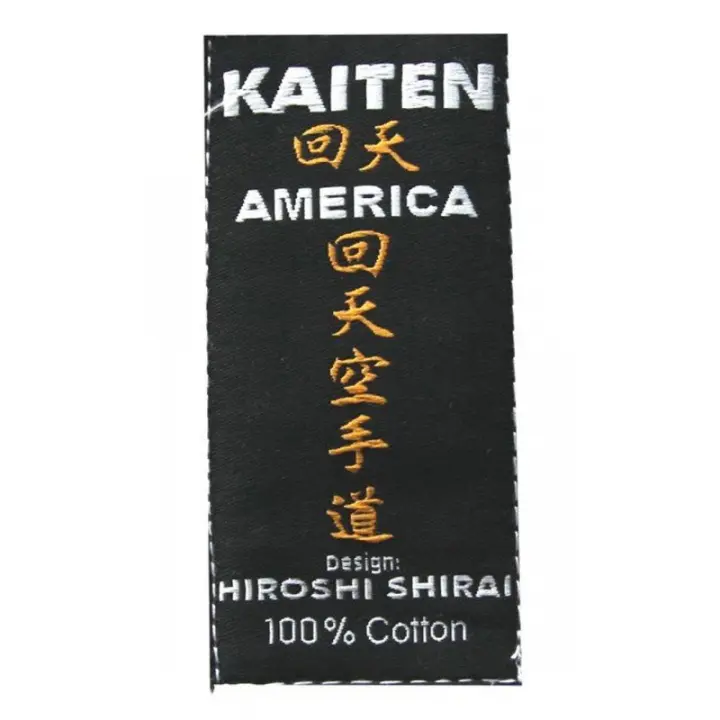 KAITEN
回天
AMERICA
回天空手道
Design:
HIROSHI SHIRAI
100% Cotton